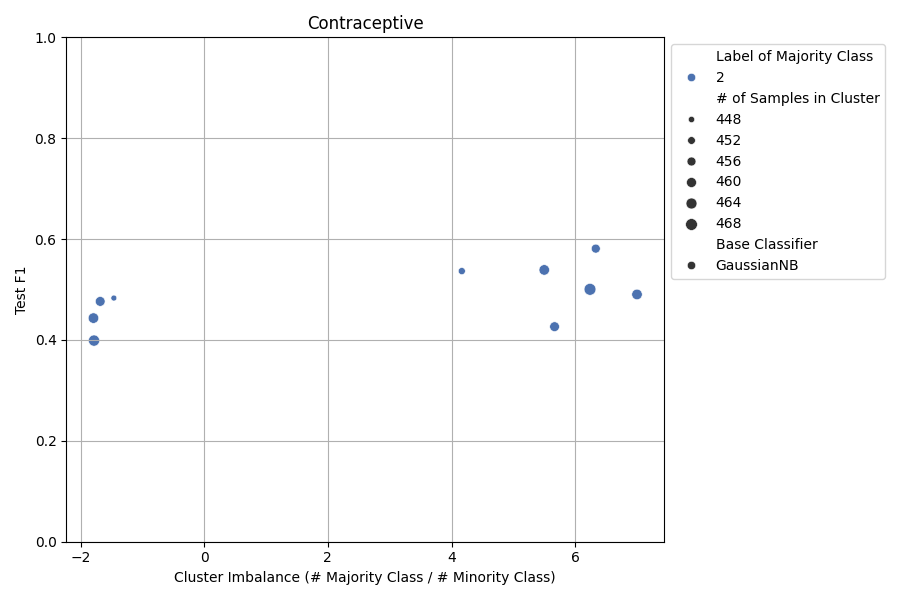 Contraceptive
1.0
0.8
0.6
0.4
0.2
0.0
Test F1
−2
0
2
4
6
Cluster Imbalance (# Majority Class / # Minority Class)
Label of Majority Class
2
# of Samples in Cluster
448
452
456
460
464
468
Base Classifier
GaussianNB